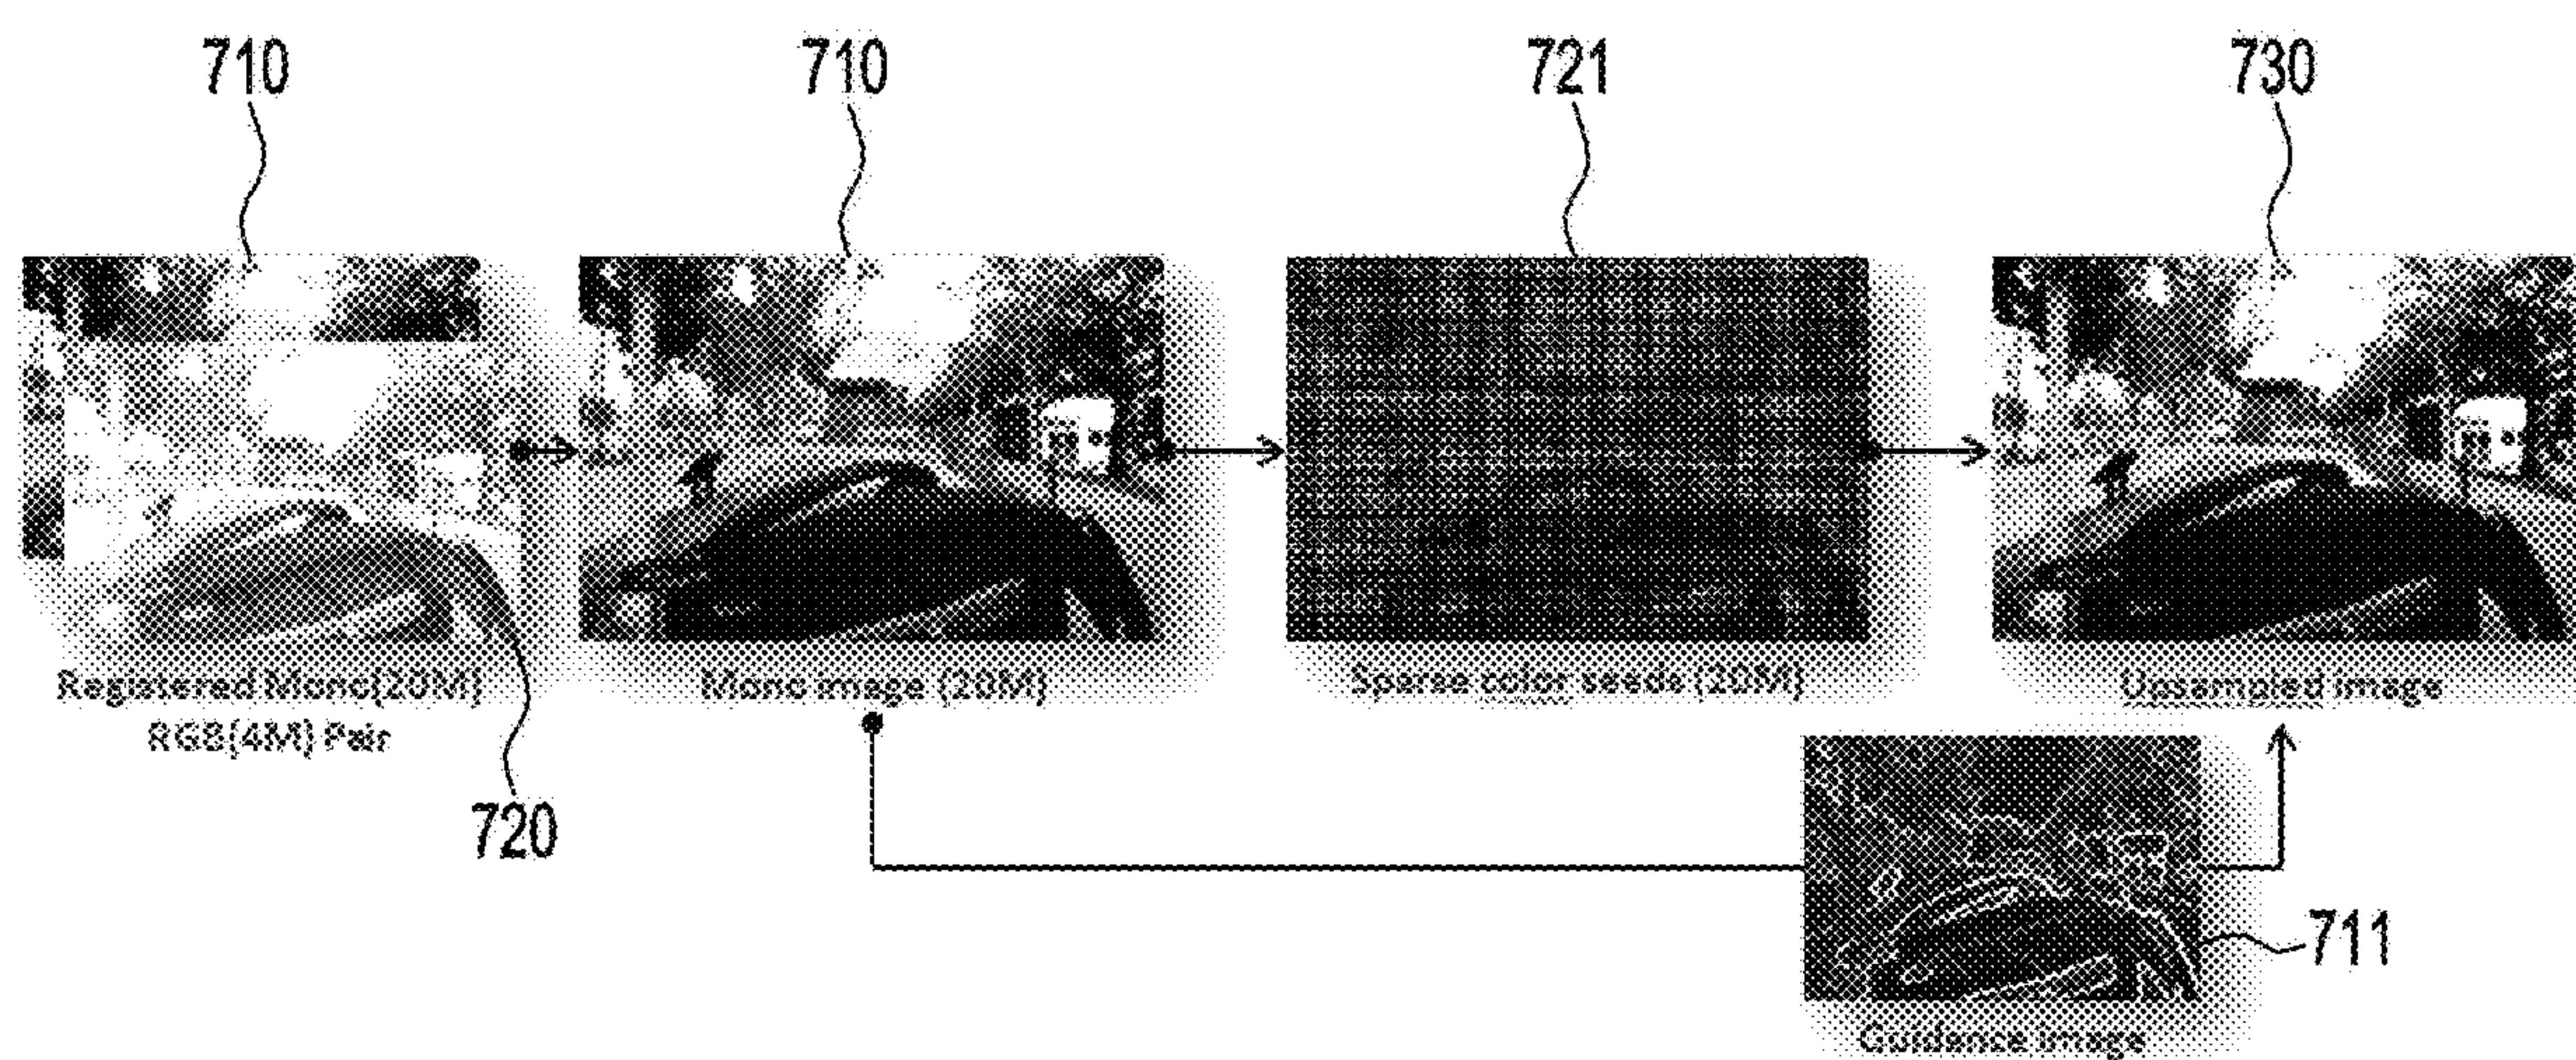 710
710
721
730
Registered Mono(20M)
RGB(4M) Pair
Mono image (20M)
Sparse color seeds (20M)
Upsampled image
720
711
Guidance image